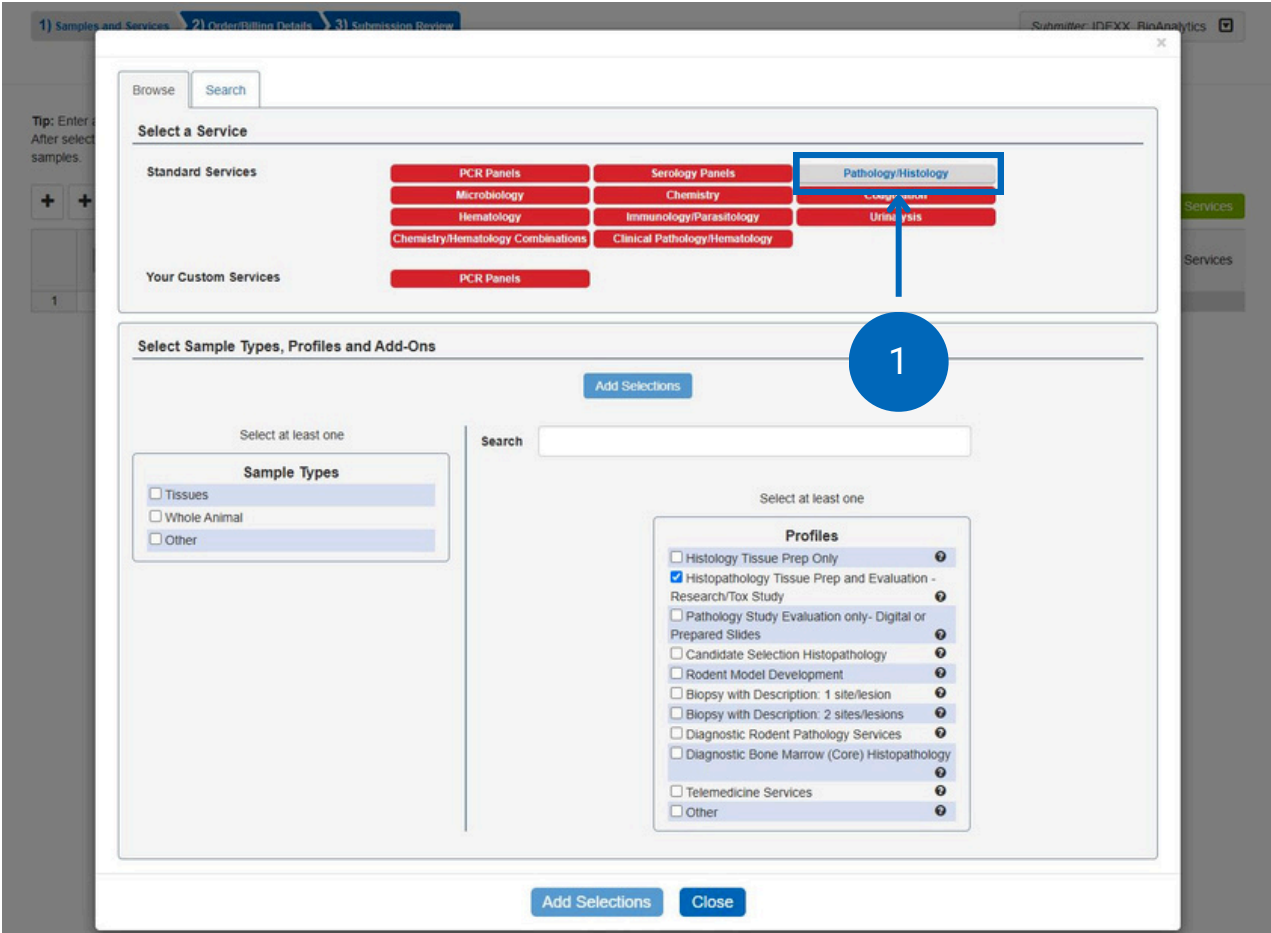 1) Samples and Services 2) Order/Billing Details 3) Submission Review
Submitter: IDEXX, BioAnalytics
×
Browse Search
Tip: Enter
After select
samples.
Select a Service
Standard Services
PCR Panels Serology Panels Pathology/Histology
Microbiology Chemistry Coagulation
Hematology Immunology/Parasitology Urinalysis
Chemistry/Hematology Combinations Clinical Pathology/Hematology
Your Custom Services PCR Panels
+ +
Services
Services
1
1
Select Sample Types, Profiles and Add-Ons
Add Selections
Select at least one
Sample Types
Tissues
Whole Animal
Other
Search
Select at least one
Profiles
Histology Tissue Prep Only
Histopathology Tissue Prep and Evaluation -
Research/Tox Study
Pathology Study Evaluation only- Digital or
Prepared Slides
Candidate Selection Histopathology
Rodent Model Development
Biopsy with Description: 1 site/lesion
Biopsy with Description: 2 sites/lesions
Diagnostic Rodent Pathology Services
Diagnostic Bone Marrow (Core) Histopathology
Telemedicine Services
Other
Add Selections Close